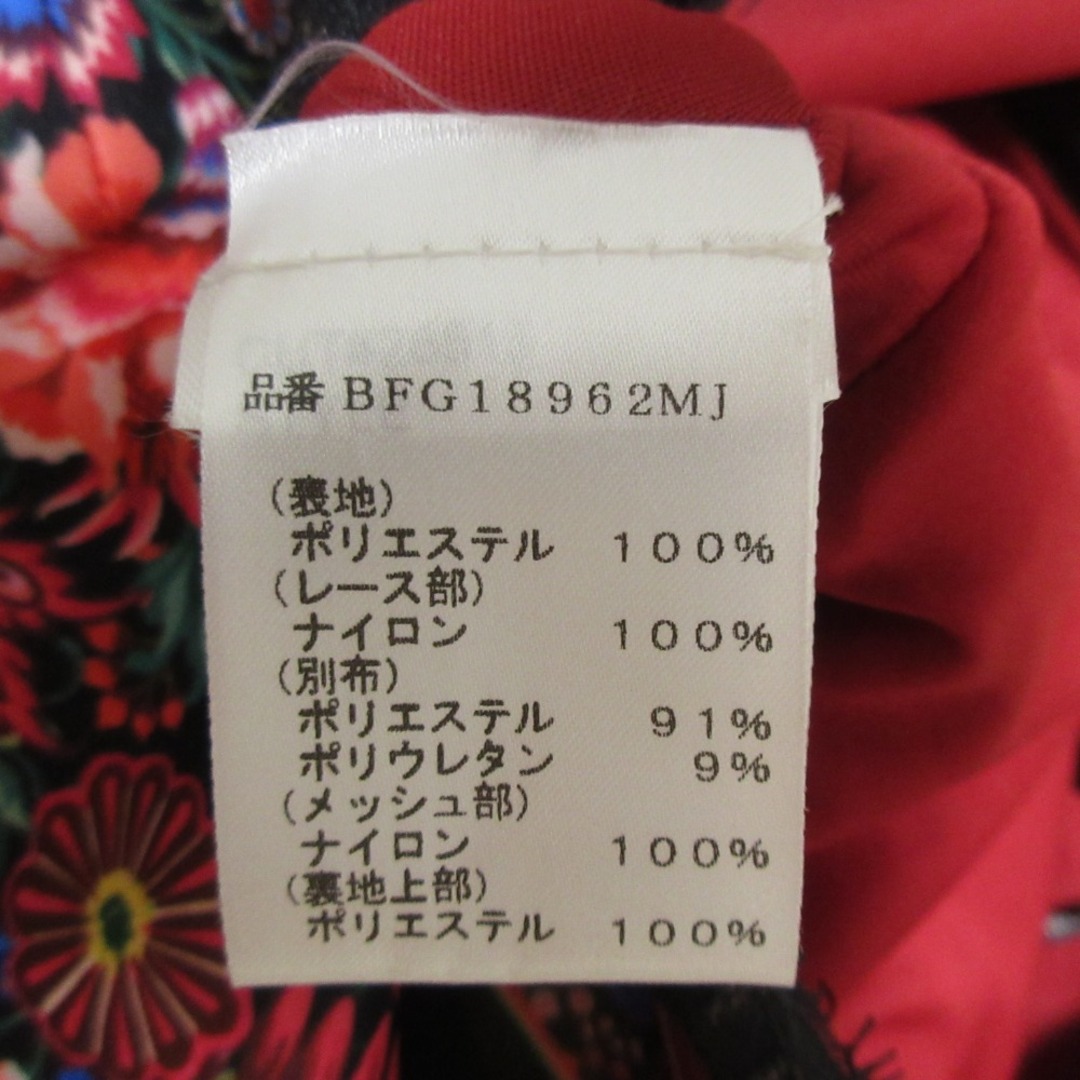 品番 BFG18962MJ
(裏地)
ポリエステル 100%
(レース部)
ナイロン 100%
(別布)
ポリエステル 91%
ポリウレタン 9%
(メッシュ部)
ナイロン 100%
(裏地上部)
ポリエステル 100%